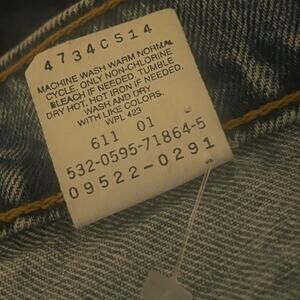 4734CS14
MACHINE WASH WARM NORMAL
CYCLE. ONLY NON-CHLORINE
BLEACH IF NEEDED, TUMBLE
DRY HOT. HOT IRON IF NEEDED.
WASH AND DRY
WITH LIKE COLORS.
WPL 423
611 01
532-0595-71864-5
09522-0291